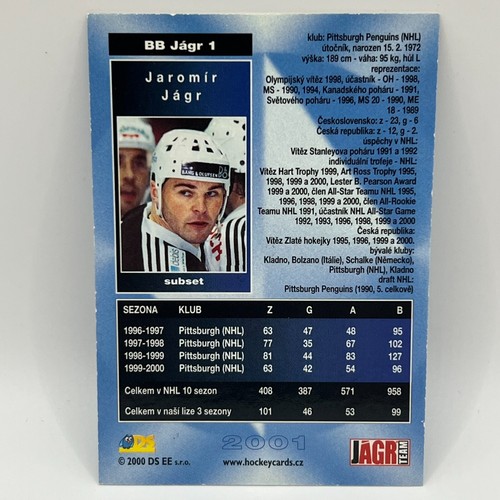 BB Jágr 1
Jaromír
Jágr
BANG & OLUFSEN
subset
klub: Pittsburgh Penguins (NHL)
útočník, narozen 15. 2. 1972
výška: 189 cm - váha: 95 kg, hůl L
reprezentace:
Olympijský vítěz 1998, účastník - OH - 1998,
MS - 1990, 1994, Kanadského poháru - 1991,
Světového poháru - 1996, MS 20 - 1990, ME
18 - 1989
Československo: z - 23, g - 6
Česká republika: z - 12, g - 2.
úspěchy v NHL:
Vítěz Stanleyova poháru 1991 a 1992
individuální trofeje - NHL:
Vítěz Hart Trophy 1999, Art Ross Trophy 1995,
1998, 1999 a 2000, Lester B. Pearson Award
1999 a 2000, člen All-Star Teamu NHL 1995,
1996, 1998, 1999 a 2000, člen All-Rookie
Teamu NHL 1991, účastník NHL All-Star Game
1992, 1993, 1996, 1998, 1999 a 2000
Česká republika:
Vítěz Zlaté hokejky 1995, 1996, 1999 a 2000.
bývalé kluby:
Kladno, Bolzano (Itálie), Schalke (Německo),
Pittsburgh (NHL), Kladno
draft NHL:
Pittsburgh Penguins (1990, 5. celkově)
SEZONA KLUB Z G A B
1996-1997 Pittsburgh (NHL) 63 47 48 95
1997-1998 Pittsburgh (NHL) 77 35 67 102
1998-1999 Pittsburgh (NHL) 81 44 83 127
1999-2000 Pittsburgh (NHL) 63 42 54 96
Celkem v NHL 10 sezon 408 387 571 958
Celkem v naší lize 3 sezony 101 46 53 99
DS
© 2000 DS EE s.r.o.
2001
www.hockeycards.cz
JÁGR
TEAM